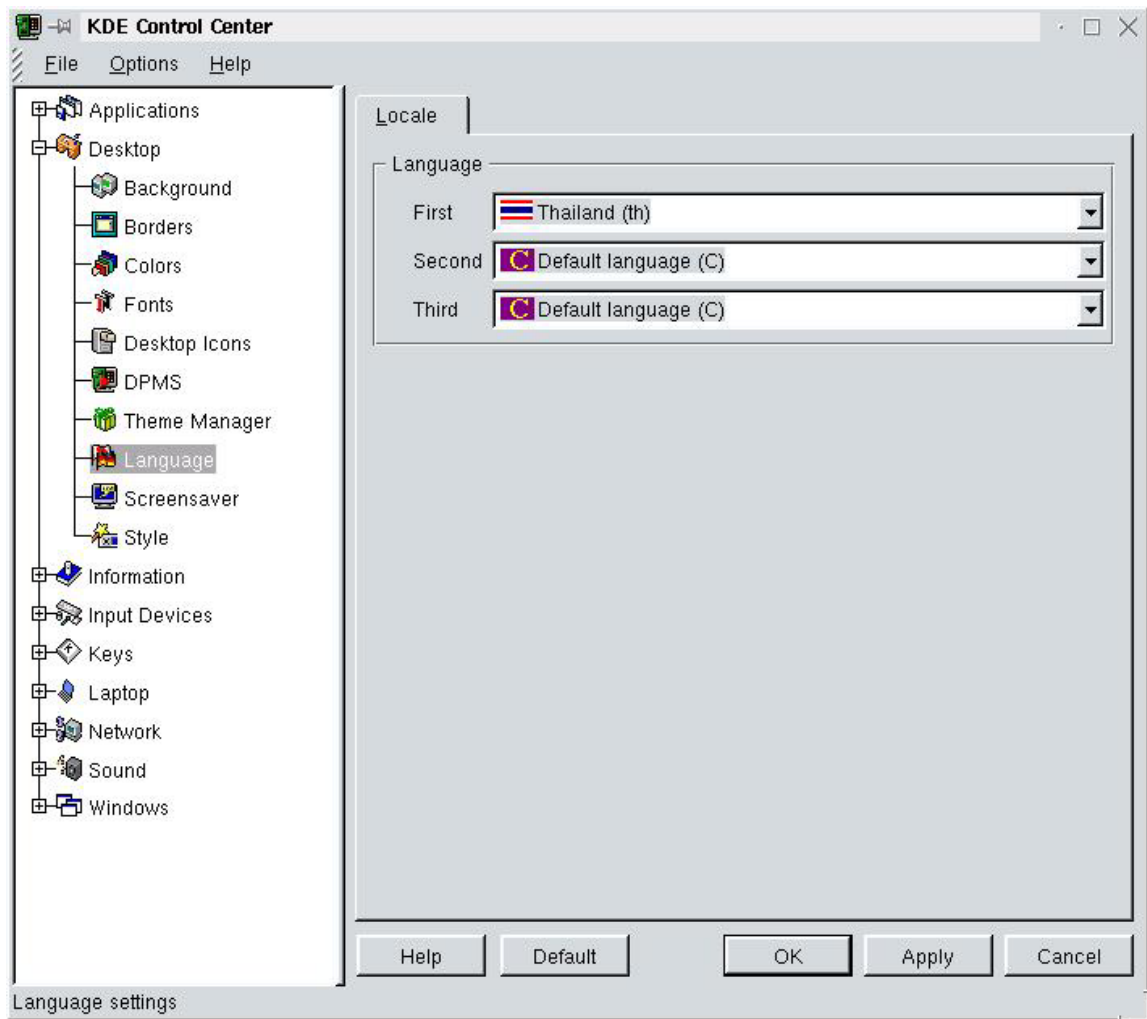 KDE Control Center
File Options Help
Applications
Desktop
Background
Borders
Colors
Fonts
Desktop Icons
DPMS
Theme Manager
Language
Screensaver
Style
Information
Input Devices
Keys
Laptop
Network
Sound
Windows
Locale
Language
First Thailand (th)
Second C Default language (C)
Third C Default language (C)
Help Default OK Apply Cancel
Language settings